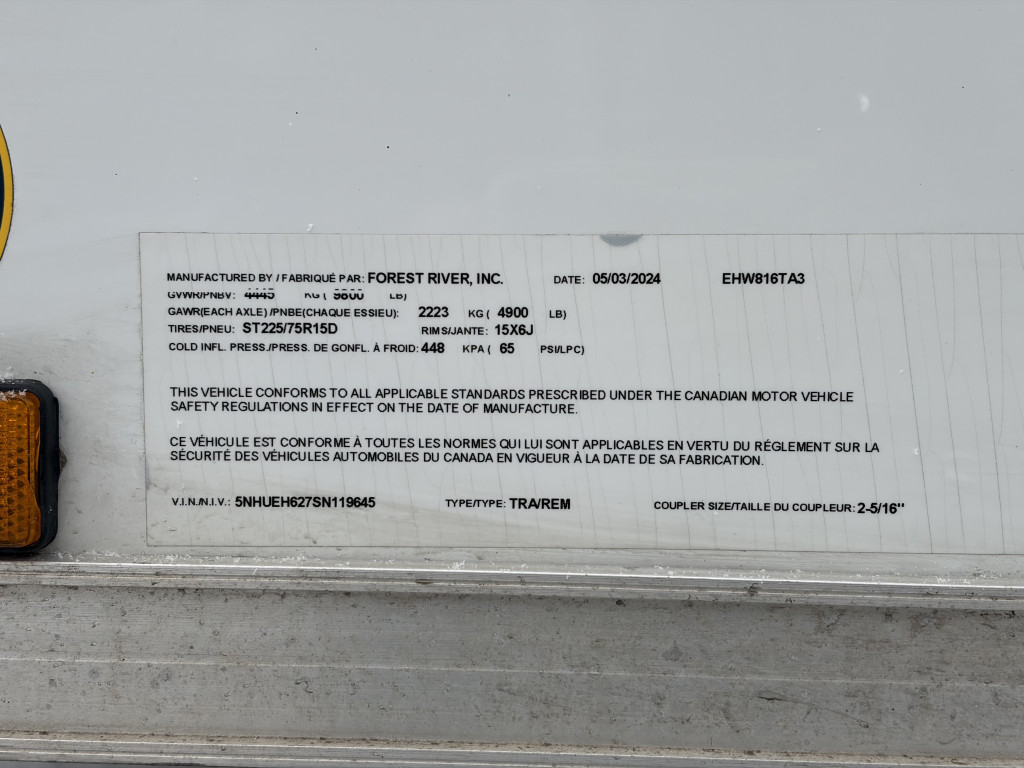 MANUFACTURED BY / FABRIQUÉ PAR: FOREST RIVER, INC. DATE: 05/03/2024 EHW816TA3
GVWR/PNBV: 4445 KG ( 9800 LB)
GAWR(EACH AXLE) /PNBE(CHAQUE ESSIEU): 2223 KG ( 4900 LB)
TIRES/PNEU: ST225/75R15D RIMS/JANTE: 15X6J
COLD INFL. PRESS./PRESS. DE GONFL. À FROID: 448 KPA ( 65 PSI/LPC)
THIS VEHICLE CONFORMS TO ALL APPLICABLE STANDARDS PRESCRIBED UNDER THE CANADIAN MOTOR VEHICLE
SAFETY REGULATIONS IN EFFECT ON THE DATE OF MANUFACTURE.
CE VÉHICULE EST CONFORME À TOUTES LES NORMES QUI LUI SONT APPLICABLES EN VERTU DU RÉGLEMENT SUR LA
SÉCURITÉ DES VÉHICULES AUTOMOBILES DU CANADA EN VIGUEUR À LA DATE DE SA FABRICATION.
V.I.N./N.I.V.: 5NHUEH627SN119645 TYPE/TYPE: TRA/REM COUPLER SIZE/TAILLE DU COUPLEUR: 2-5/16"